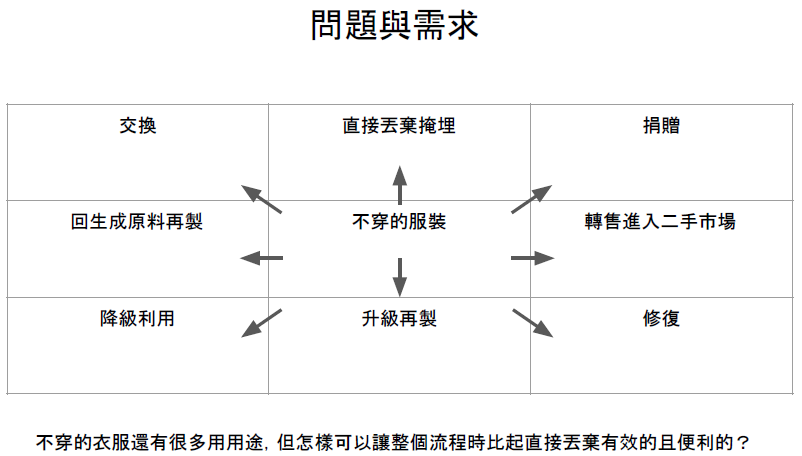 問題與需求
交換
直接丟棄掩埋
捐贈
回生成原料再製
不穿的服裝
轉售進入二手市場
降級利用
升級再製
修復
不穿的衣服還有很多用用途，但怎樣可以讓整個流程時比起直接丟棄有效的且便利的？